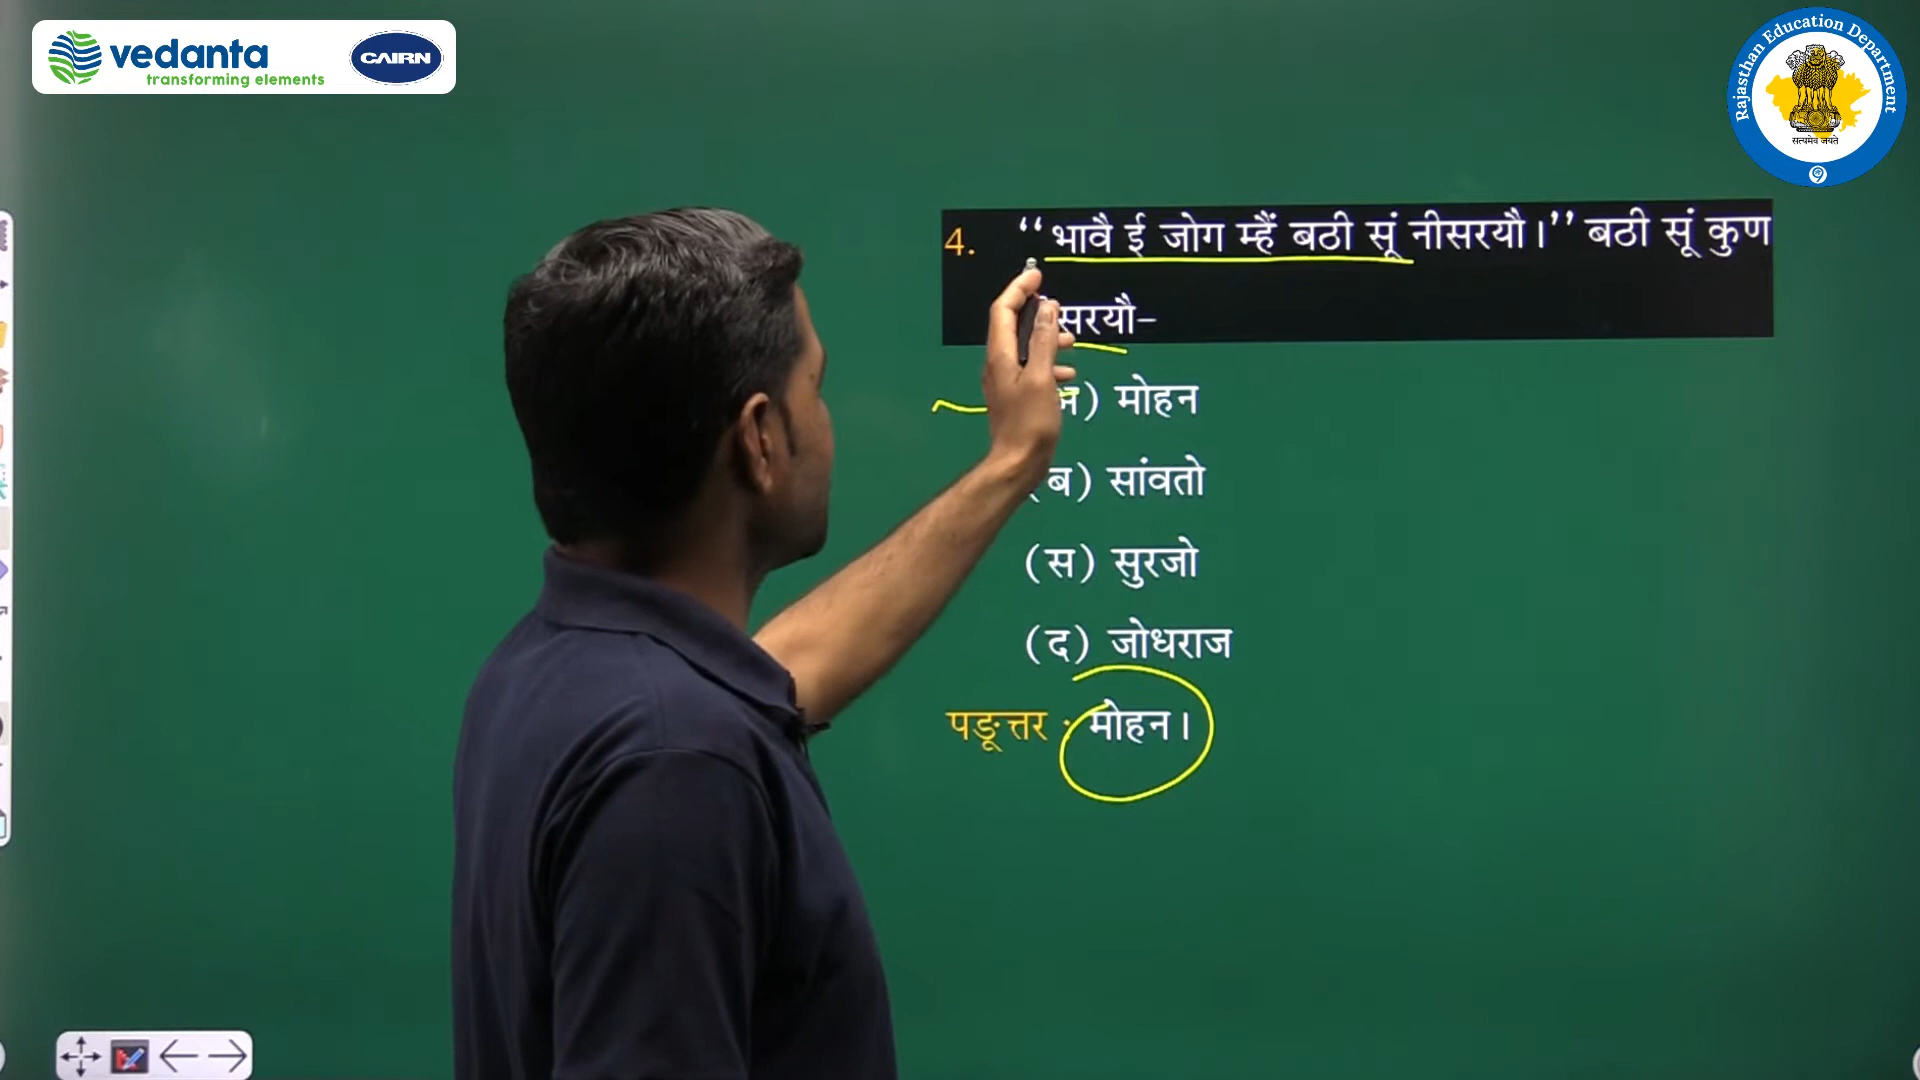 vedanta
transforming elements
CAIRN
Rajasthan Education Department
सत्यमेव जयते
4. ‘‘भावै ई जोग म्हैं बठी सूं नीसरयौ।’’ बठी सूं कुण
सरयौ–
अ) मोहन
(ब) सांवतो
(स) सुरजो
(द) जोधराज
पडूत्तर : मोहन।